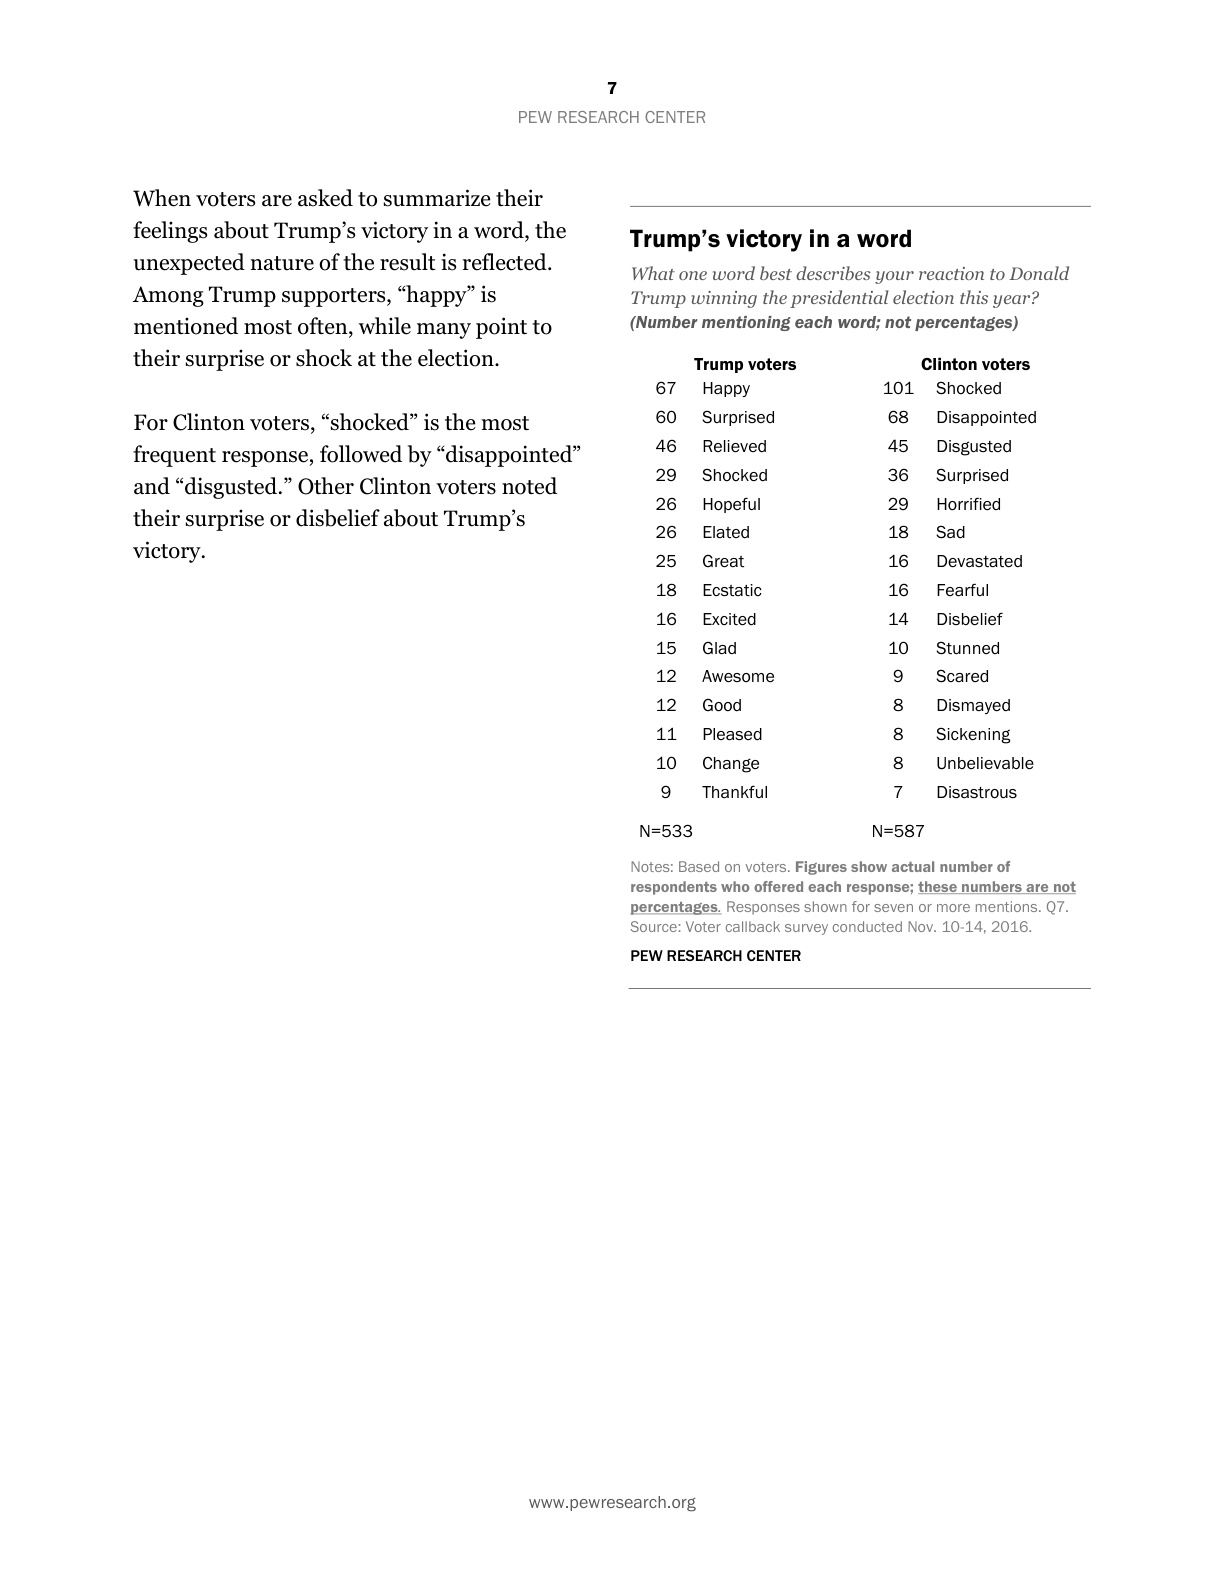 7
PEW RESEARCH CENTER
When voters are asked to summarize their
feelings about Trump’s victory in a word, the
unexpected nature of the result is reflected.
Among Trump supporters, “happy” is
mentioned most often, while many point to
their surprise or shock at the election.
For Clinton voters, “shocked” is the most
frequent response, followed by “disappointed”
and “disgusted.” Other Clinton voters noted
their surprise or disbelief about Trump’s
victory.
Trump’s victory in a word
What one word best describes your reaction to Donald
Trump winning the presidential election this year?
(Number mentioning each word; not percentages)
Trump voters Clinton voters
67 Happy 101 Shocked
60 Surprised 68 Disappointed
46 Relieved 45 Disgusted
29 Shocked 36 Surprised
26 Hopeful 29 Horrified
26 Elated 18 Sad
25 Great 16 Devastated
18 Ecstatic 16 Fearful
16 Excited 14 Disbelief
15 Glad 10 Stunned
12 Awesome 9 Scared
12 Good 8 Dismayed
11 Pleased 8 Sickening
10 Change 8 Unbelievable
9 Thankful 7 Disastrous
N=533 N=587
Notes: Based on voters. Figures show actual number of
respondents who offered each response; these numbers are not
percentages. Responses shown for seven or more mentions. Q7.
Source: Voter callback survey conducted Nov. 10-14, 2016.
PEW RESEARCH CENTER
www.pewresearch.org